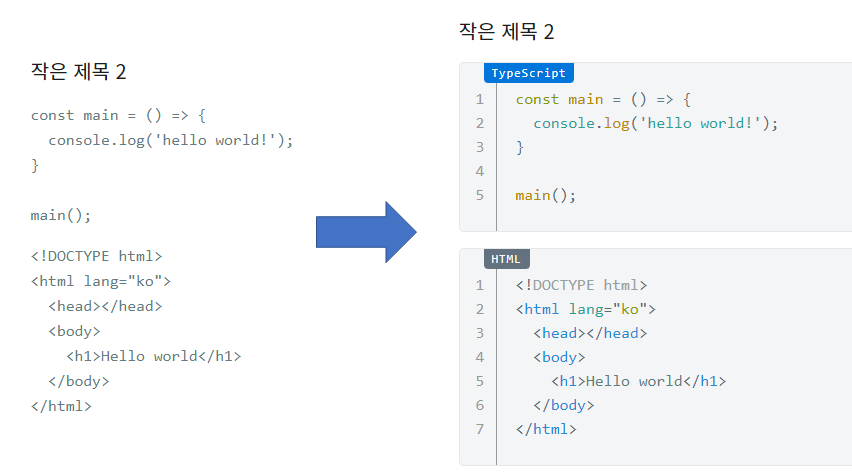 작은 제목 2
const main = () => {
  console.log('hello world!');
}

main();
<!DOCTYPE html>
<html lang="ko">
  <head></head>
  <body>
    <h1>Hello world</h1>
  </body>
</html>
작은 제목 2
TypeScript
1 const main = () => {
2   console.log('hello world!');
3 }
4
5 main();
HTML
1 <!DOCTYPE html>
2 <html lang="ko">
3   <head></head>
4   <body>
5     <h1>Hello world</h1>
6   </body>
7 </html>